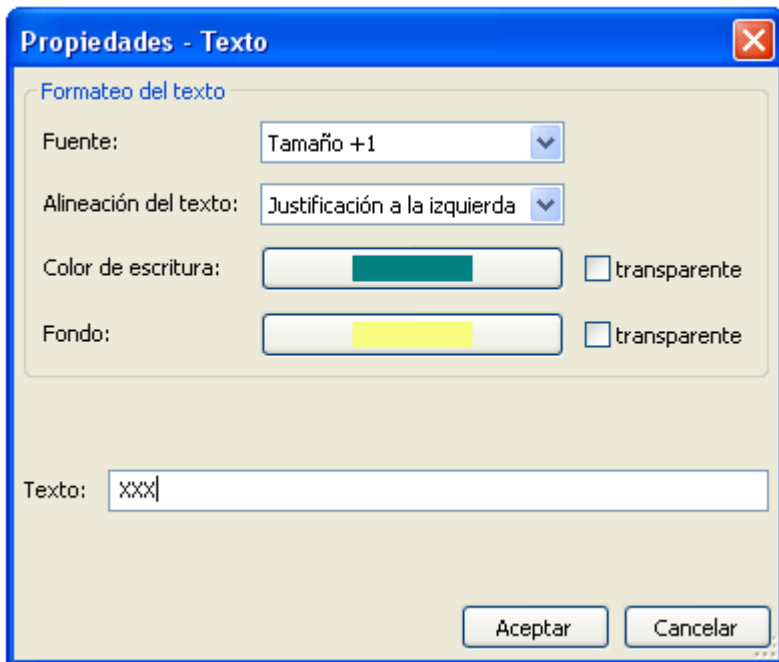 Propiedades - Texto
Formateo del texto
Fuente: Tamaño +1
Alineación del texto: Justificación a la izquierda
Color de escritura: transparente
Fondo: transparente
Texto: XXX
Aceptar Cancelar